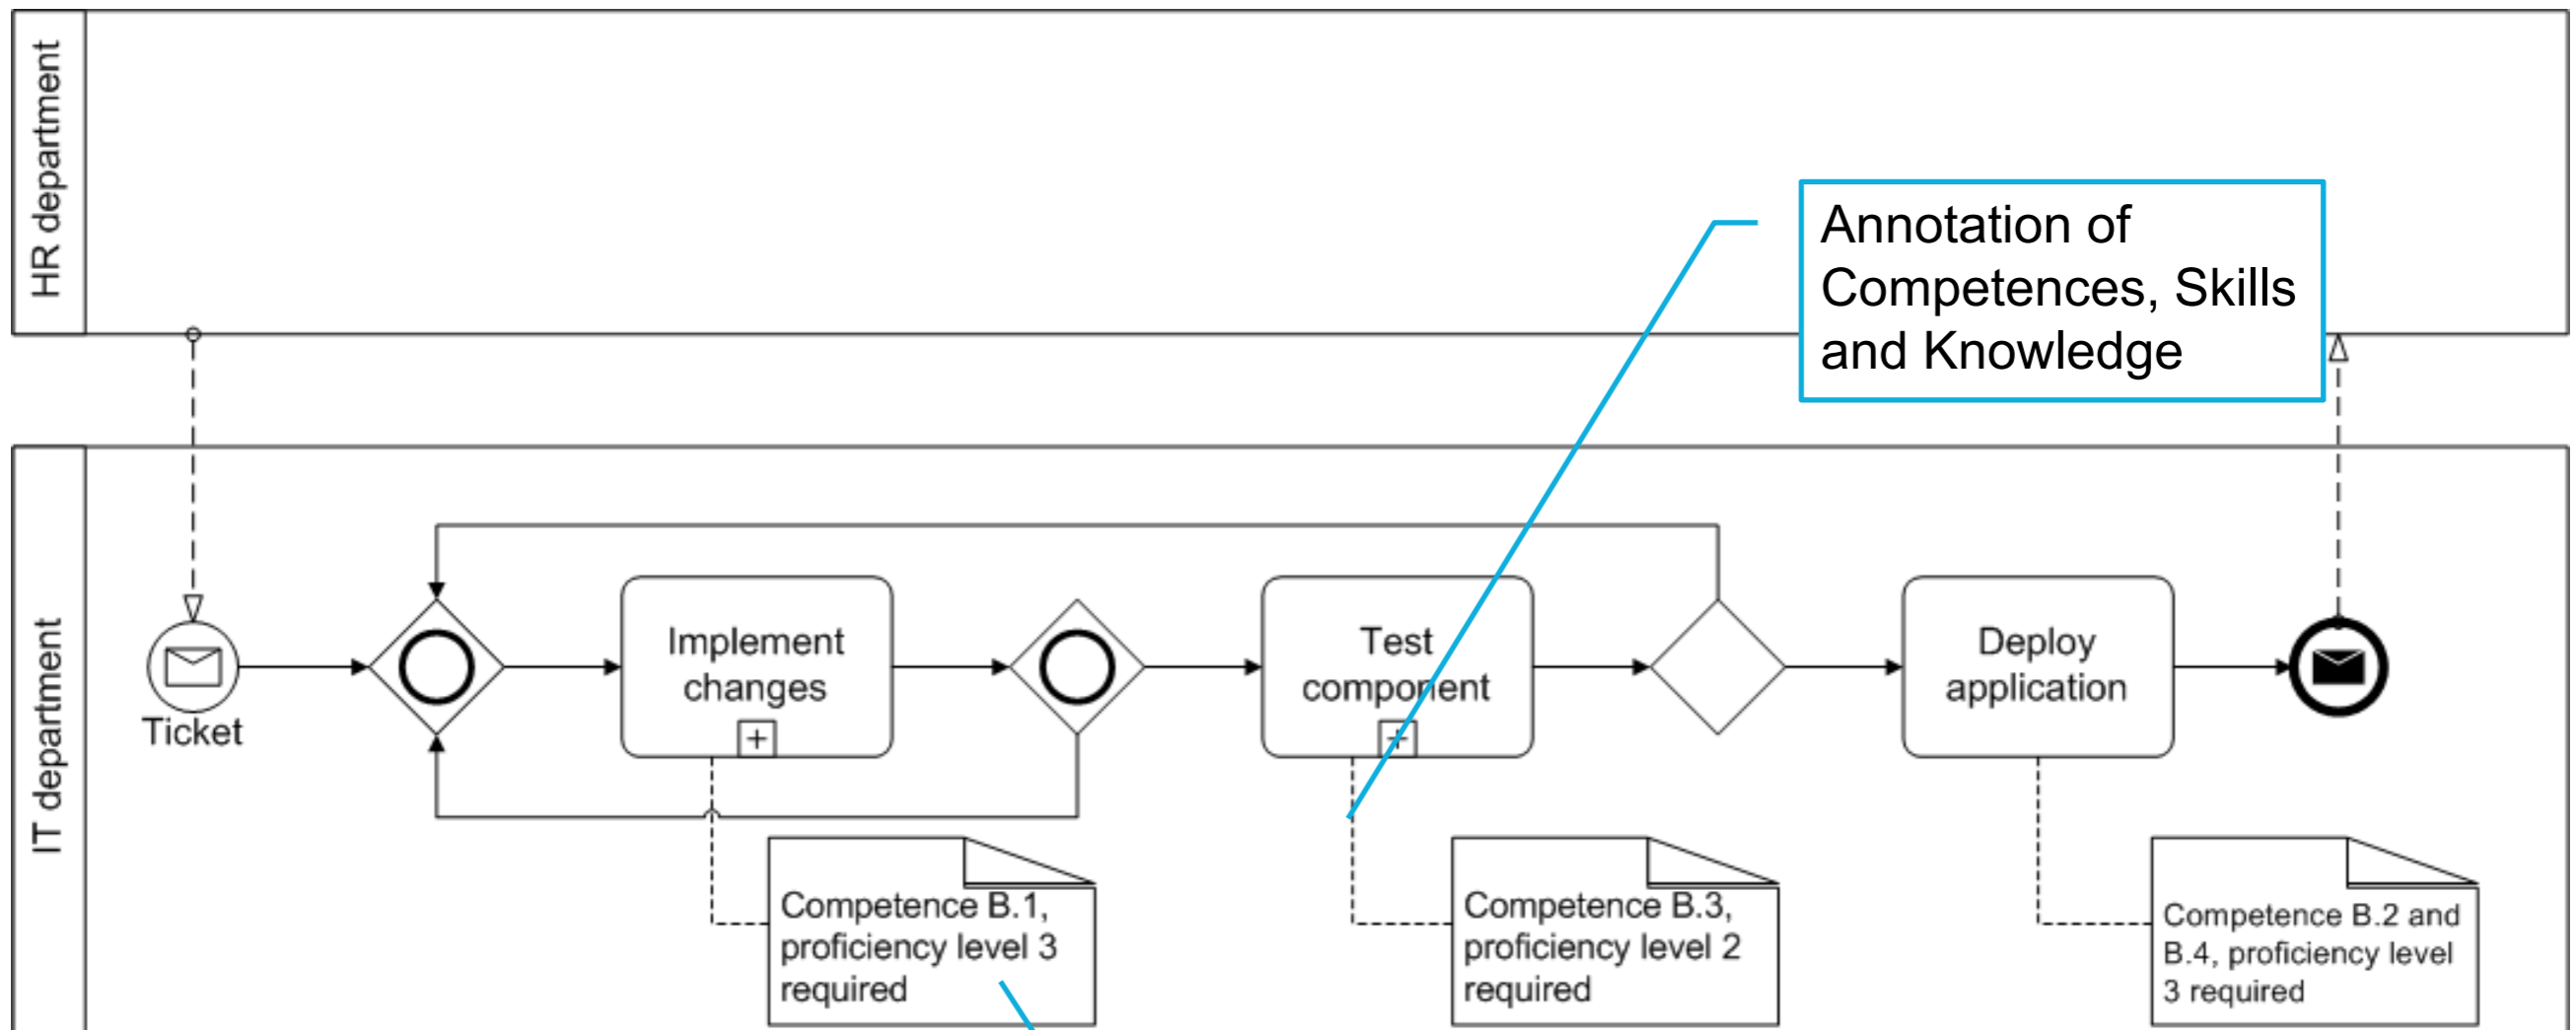 HR department
Annotation of
Competences, Skills
and Knowledge
IT department
Ticket
Implement
changes
Test
component
Deploy
application
Competence B.1,
proficiency level 3
required
Competence B.3,
proficiency level 2
required
Competence B.2 and
B.4, proficiency level
3 required